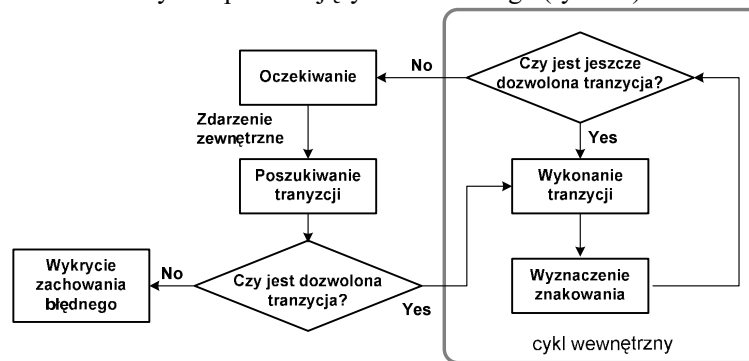 Oczekiwanie
No
Czy jest jeszcze
dozwolona tranzycja?
Zdarzenie
zewnętrzne
Yes
Poszukiwanie
tranyzcji
Wykonanie
tranzycji
Wykrycie
zachowania
błędnego
No
Czy jest dozwolona
tranzycja?
Yes
Wyznaczenie
znakowania
cykl wewnętrzny